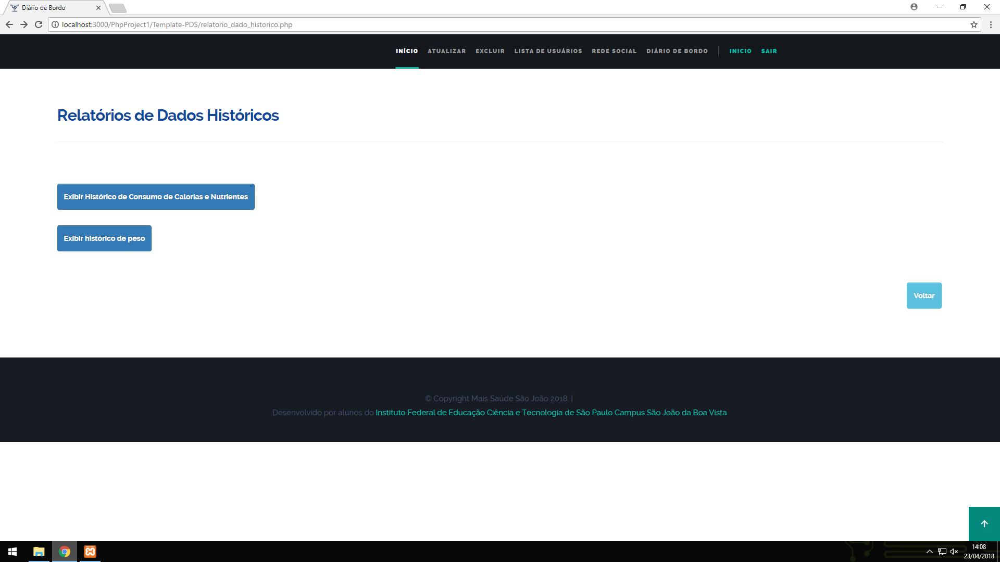 Diário de Bordo
localhost:3000/PhpProject1/Template-PDS/relatorio_dado_historico.php
INÍCIO ATUALIZAR EXCLUIR LISTA DE USUÁRIOS REDE SOCIAL DIÁRIO DE BORDO INICIO SAIR
Relatórios de Dados Históricos
Exibir Histórico de Consumo de Calorias e Nutrientes
Exibir histórico de peso
Voltar
© Copyright Mais Saúde São João 2018. |
Desenvolvido por alunos do Instituto Federal de Educação Ciência e Tecnologia de São Paulo Campus São João da Boa Vista
14:08
23/04/2018